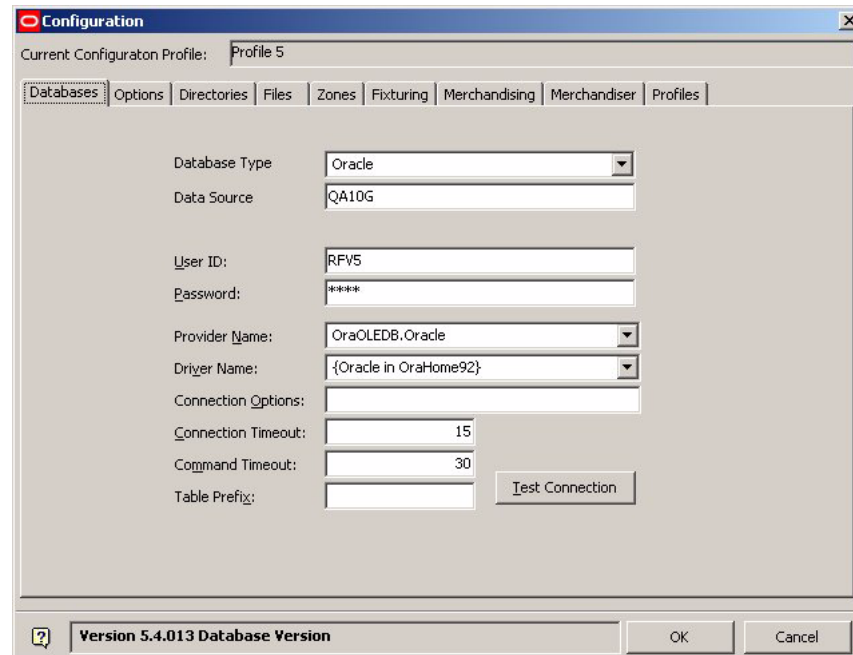 Configuration
Current Configuraton Profile: Profile 5
Databases Options Directories Files Zones Fixturing Merchandising Merchandiser Profiles
Database Type Oracle
Data Source QA10G
User ID: RFV5
Password: ****
Provider Name: OraOLEDB.Oracle
Driver Name: {Oracle in OraHome92}
Connection Options:
Connection Timeout: 15
Command Timeout: 30
Table Prefix: Test Connection
Version 5.4.013 Database Version OK Cancel